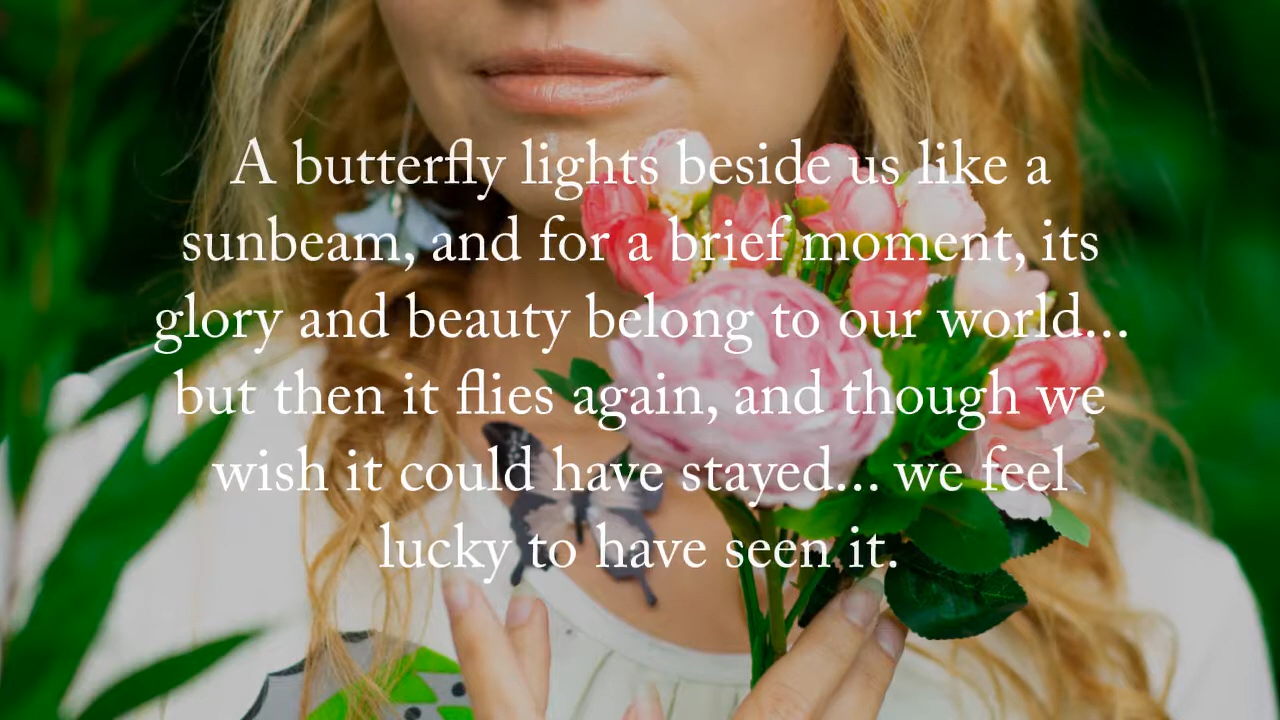 A butterfly lights beside us like a
sunbeam, and for a brief moment, its
glory and beauty belong to our world...
but then it flies again, and though we
wish it could have stayed... we feel
lucky to have seen it.